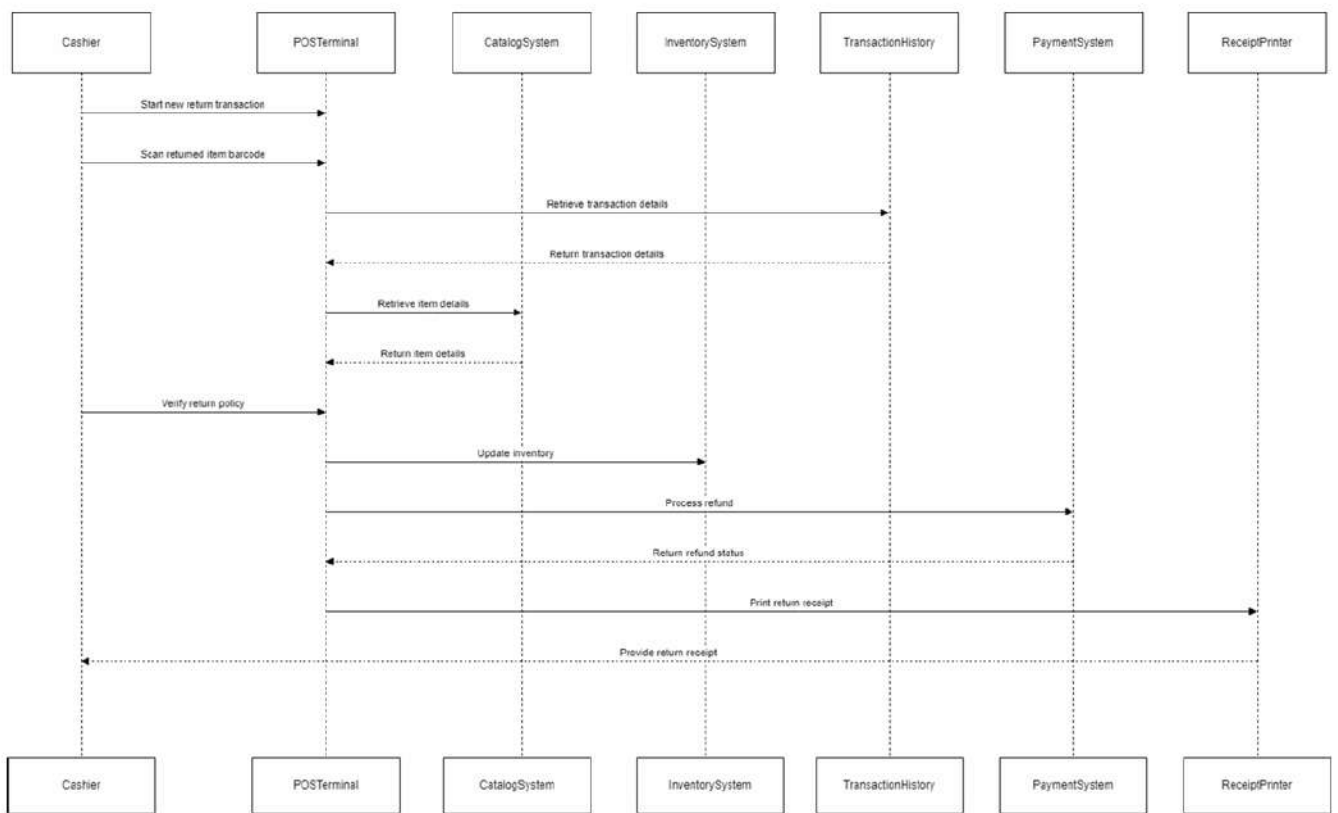 Cashier
POSTerminal
CatalogSystem
InventorySystem
TransactionHistory
PaymentSystem
ReceiptPrinter
Start new return transaction
Scan returned item barcode
Retrieve transaction details
Return transaction details
Retrieve item details
Return item details
Verify return policy
Update inventory
Process refund
Return refund status
Print return receipt
Provide return receipt
Cashier
POSTerminal
CatalogSystem
InventorySystem
TransactionHistory
PaymentSystem
ReceiptPrinter